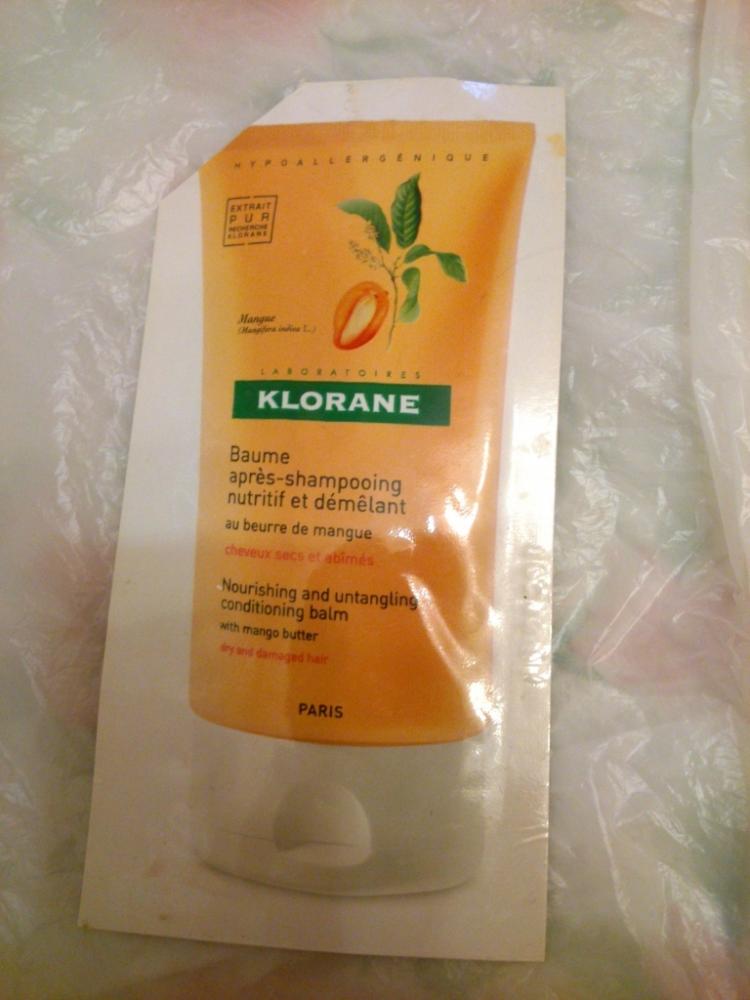 HYPOALLERGÉNIQUE
EXTRAIT
PUR
RECHERCHE
KLORANE
Mangue
(Mangifera indica L.)
LABORATOIRES
KLORANE
Baume
après-shampooing
nutritif et démêlant
au beurre de mangue
cheveux secs et abîmés
Nourishing and untangling
conditioning balm
with mango butter
dry and damaged hair
PARIS